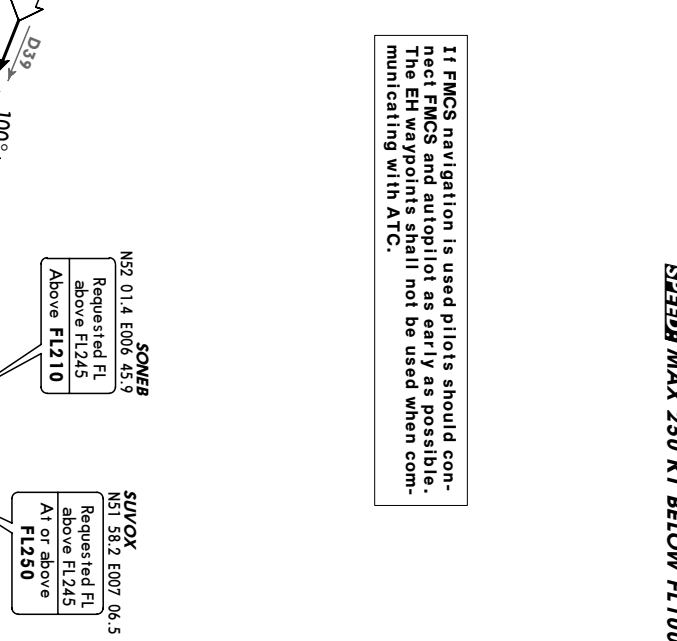 SPEED: MAX 250 KT BELOW FL100
If FMCS navigation is used pilots should con-
nect FMCS and autopilot as early as possible.
The EH waypoints shall not be used when com-
municating with ATC.
SONEB
N52 01.4 E006 45.9
Requested FL
above FL245
Above FL210
SUVOX
N51 58.2 E007 06.5
Requested FL
above FL245
At or above
FL250
D39
100°